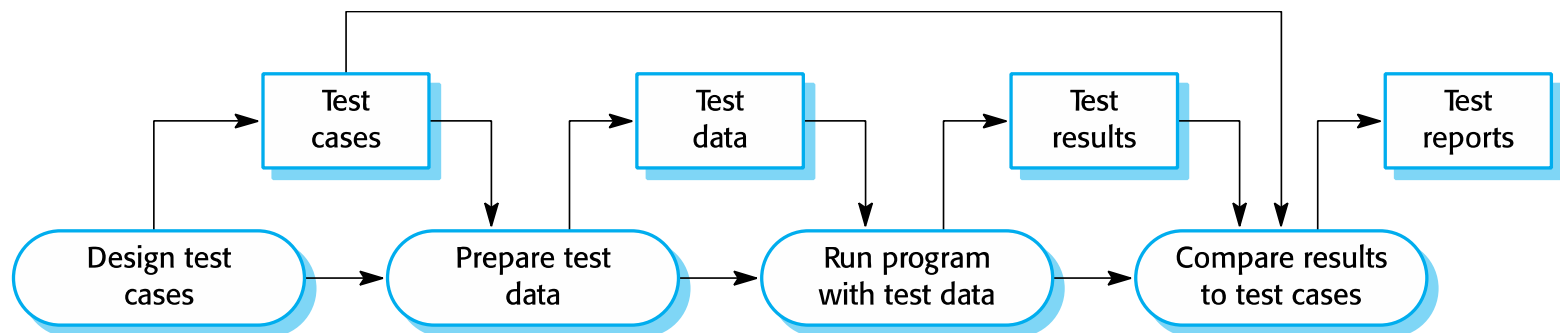 Test
cases
Test
data
Test
results
Test
reports
Design test
cases
Prepare test
data
Run program
with test data
Compare results
to test cases